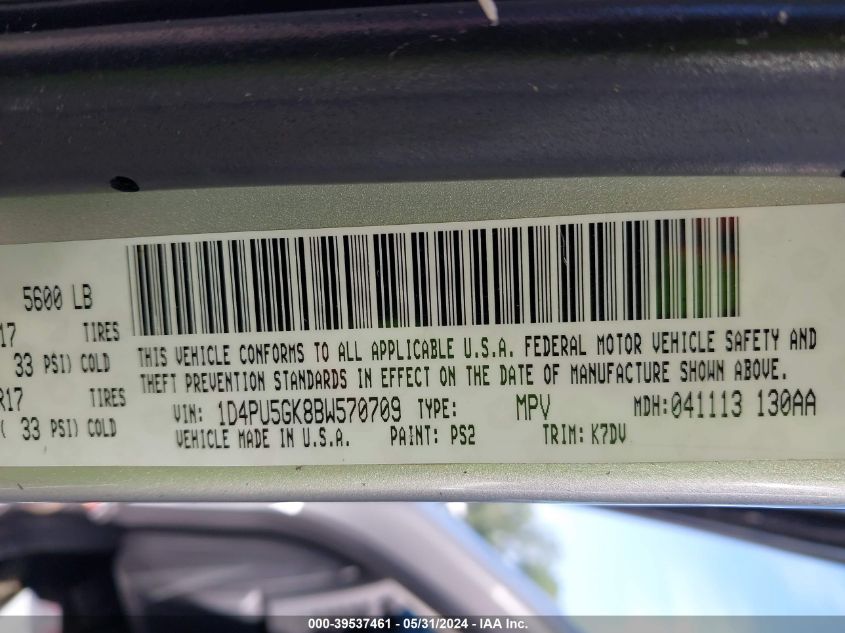 5600 LB
17 TIRES
33 PSI) COLD
R17 TIRES
( 33 PSI) COLD
THIS VEHICLE CONFORMS TO ALL APPLICABLE U.S.A. FEDERAL MOTOR VEHICLE SAFETY AND
THEFT PREVENTION STANDARDS IN EFFECT ON THE DATE OF MANUFACTURE SHOWN ABOVE.
VIN: 1D4PU5GK8BW570709 TYPE: MPV MDH:041113 130AA
VEHICLE MADE IN U.S.A. PAINT: PS2 TRIM: K7DV
000-39537461 - 05/31/2024 - IAA Inc.